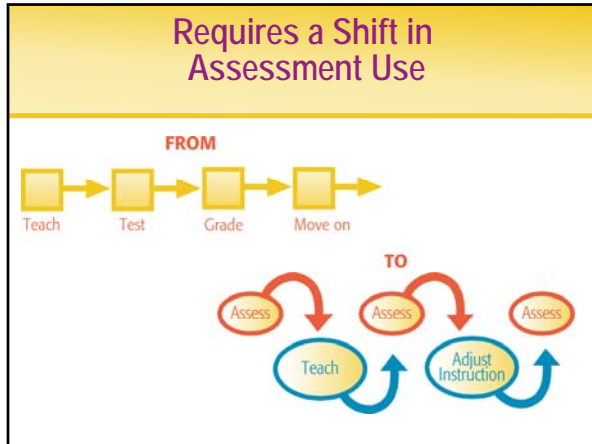 Requires a Shift in
Assessment Use
FROM
Teach Test Grade Move on
TO
Assess Assess Assess
Teach Adjust
Instruction